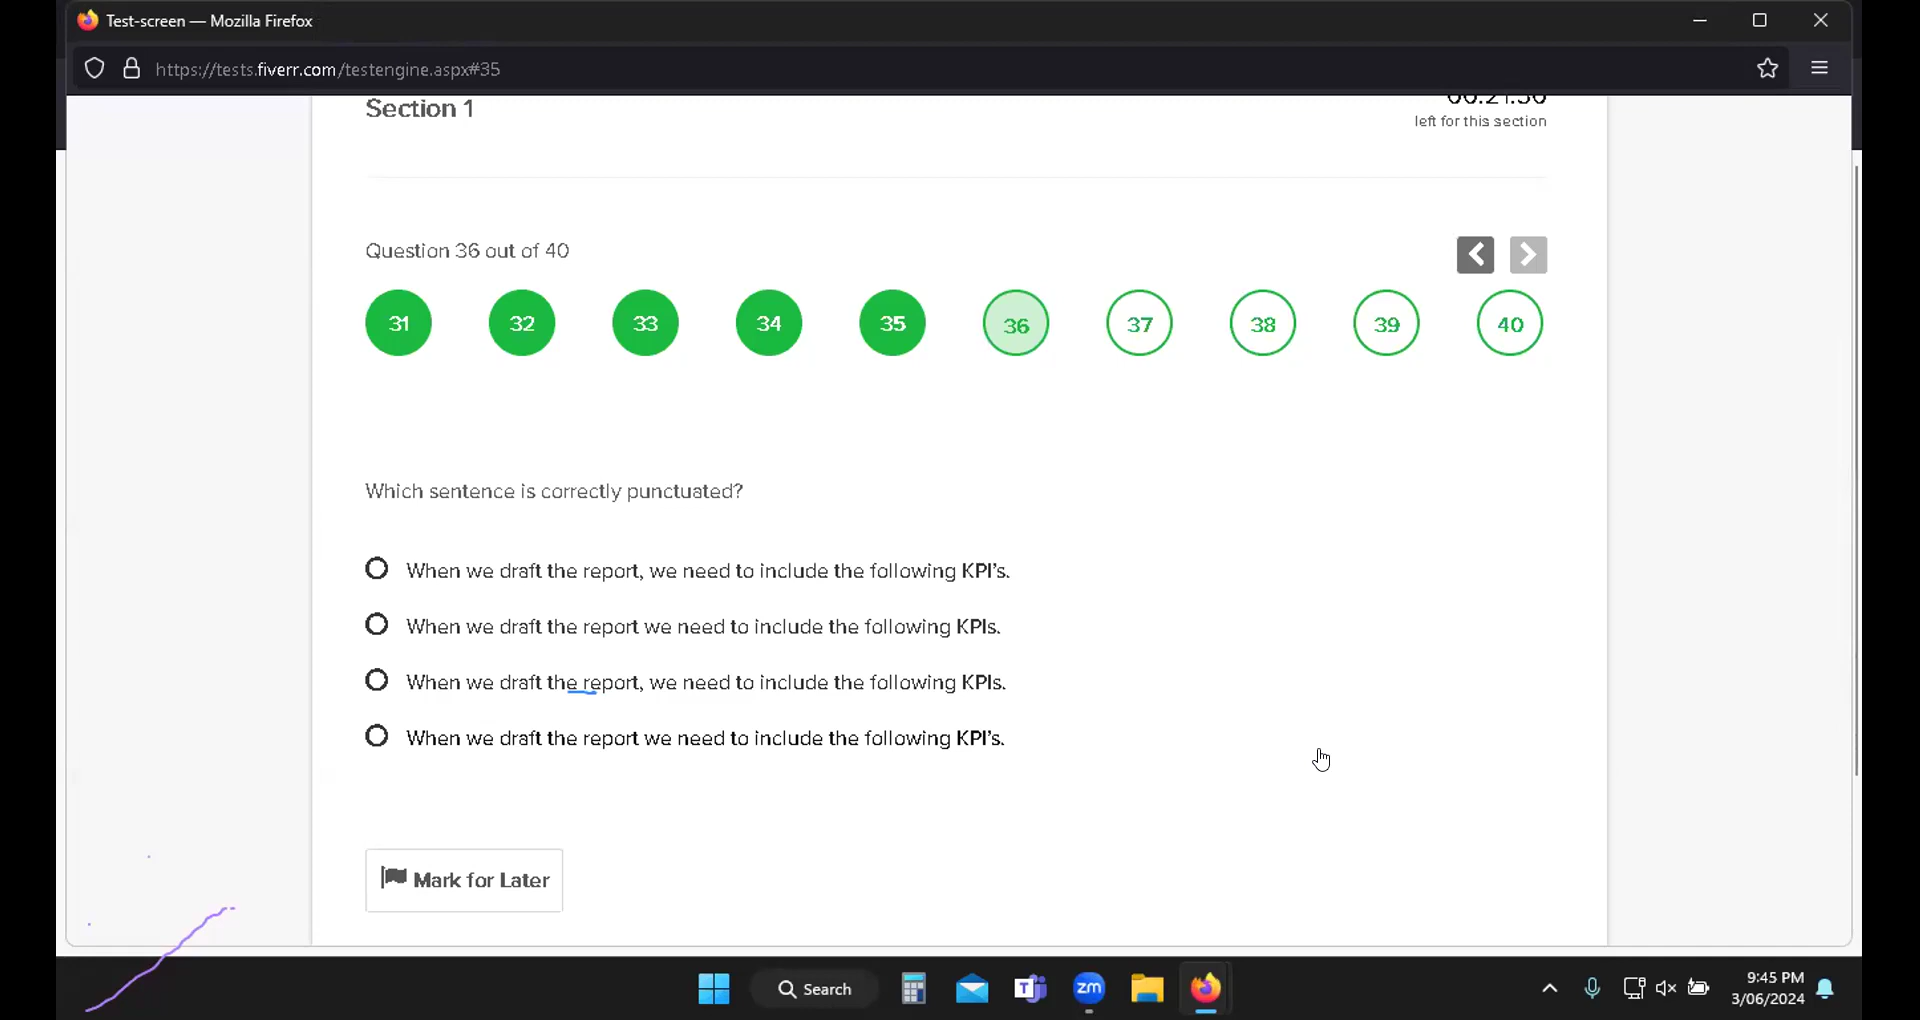 Test-screen — Mozilla Firefox
https://tests.fiverr.com/testengine.aspx#35
Section 1
left for this section
Question 36 out of 40
31 32 33 34 35 36 37 38 39 40
Which sentence is correctly punctuated?
When we draft the report, we need to include the following KPI's.
When we draft the report we need to include the following KPIs.
When we draft the report, we need to include the following KPIs.
When we draft the report we need to include the following KPI's.
Mark for Later
Search
T
zm
9:45 PM
3/06/2024